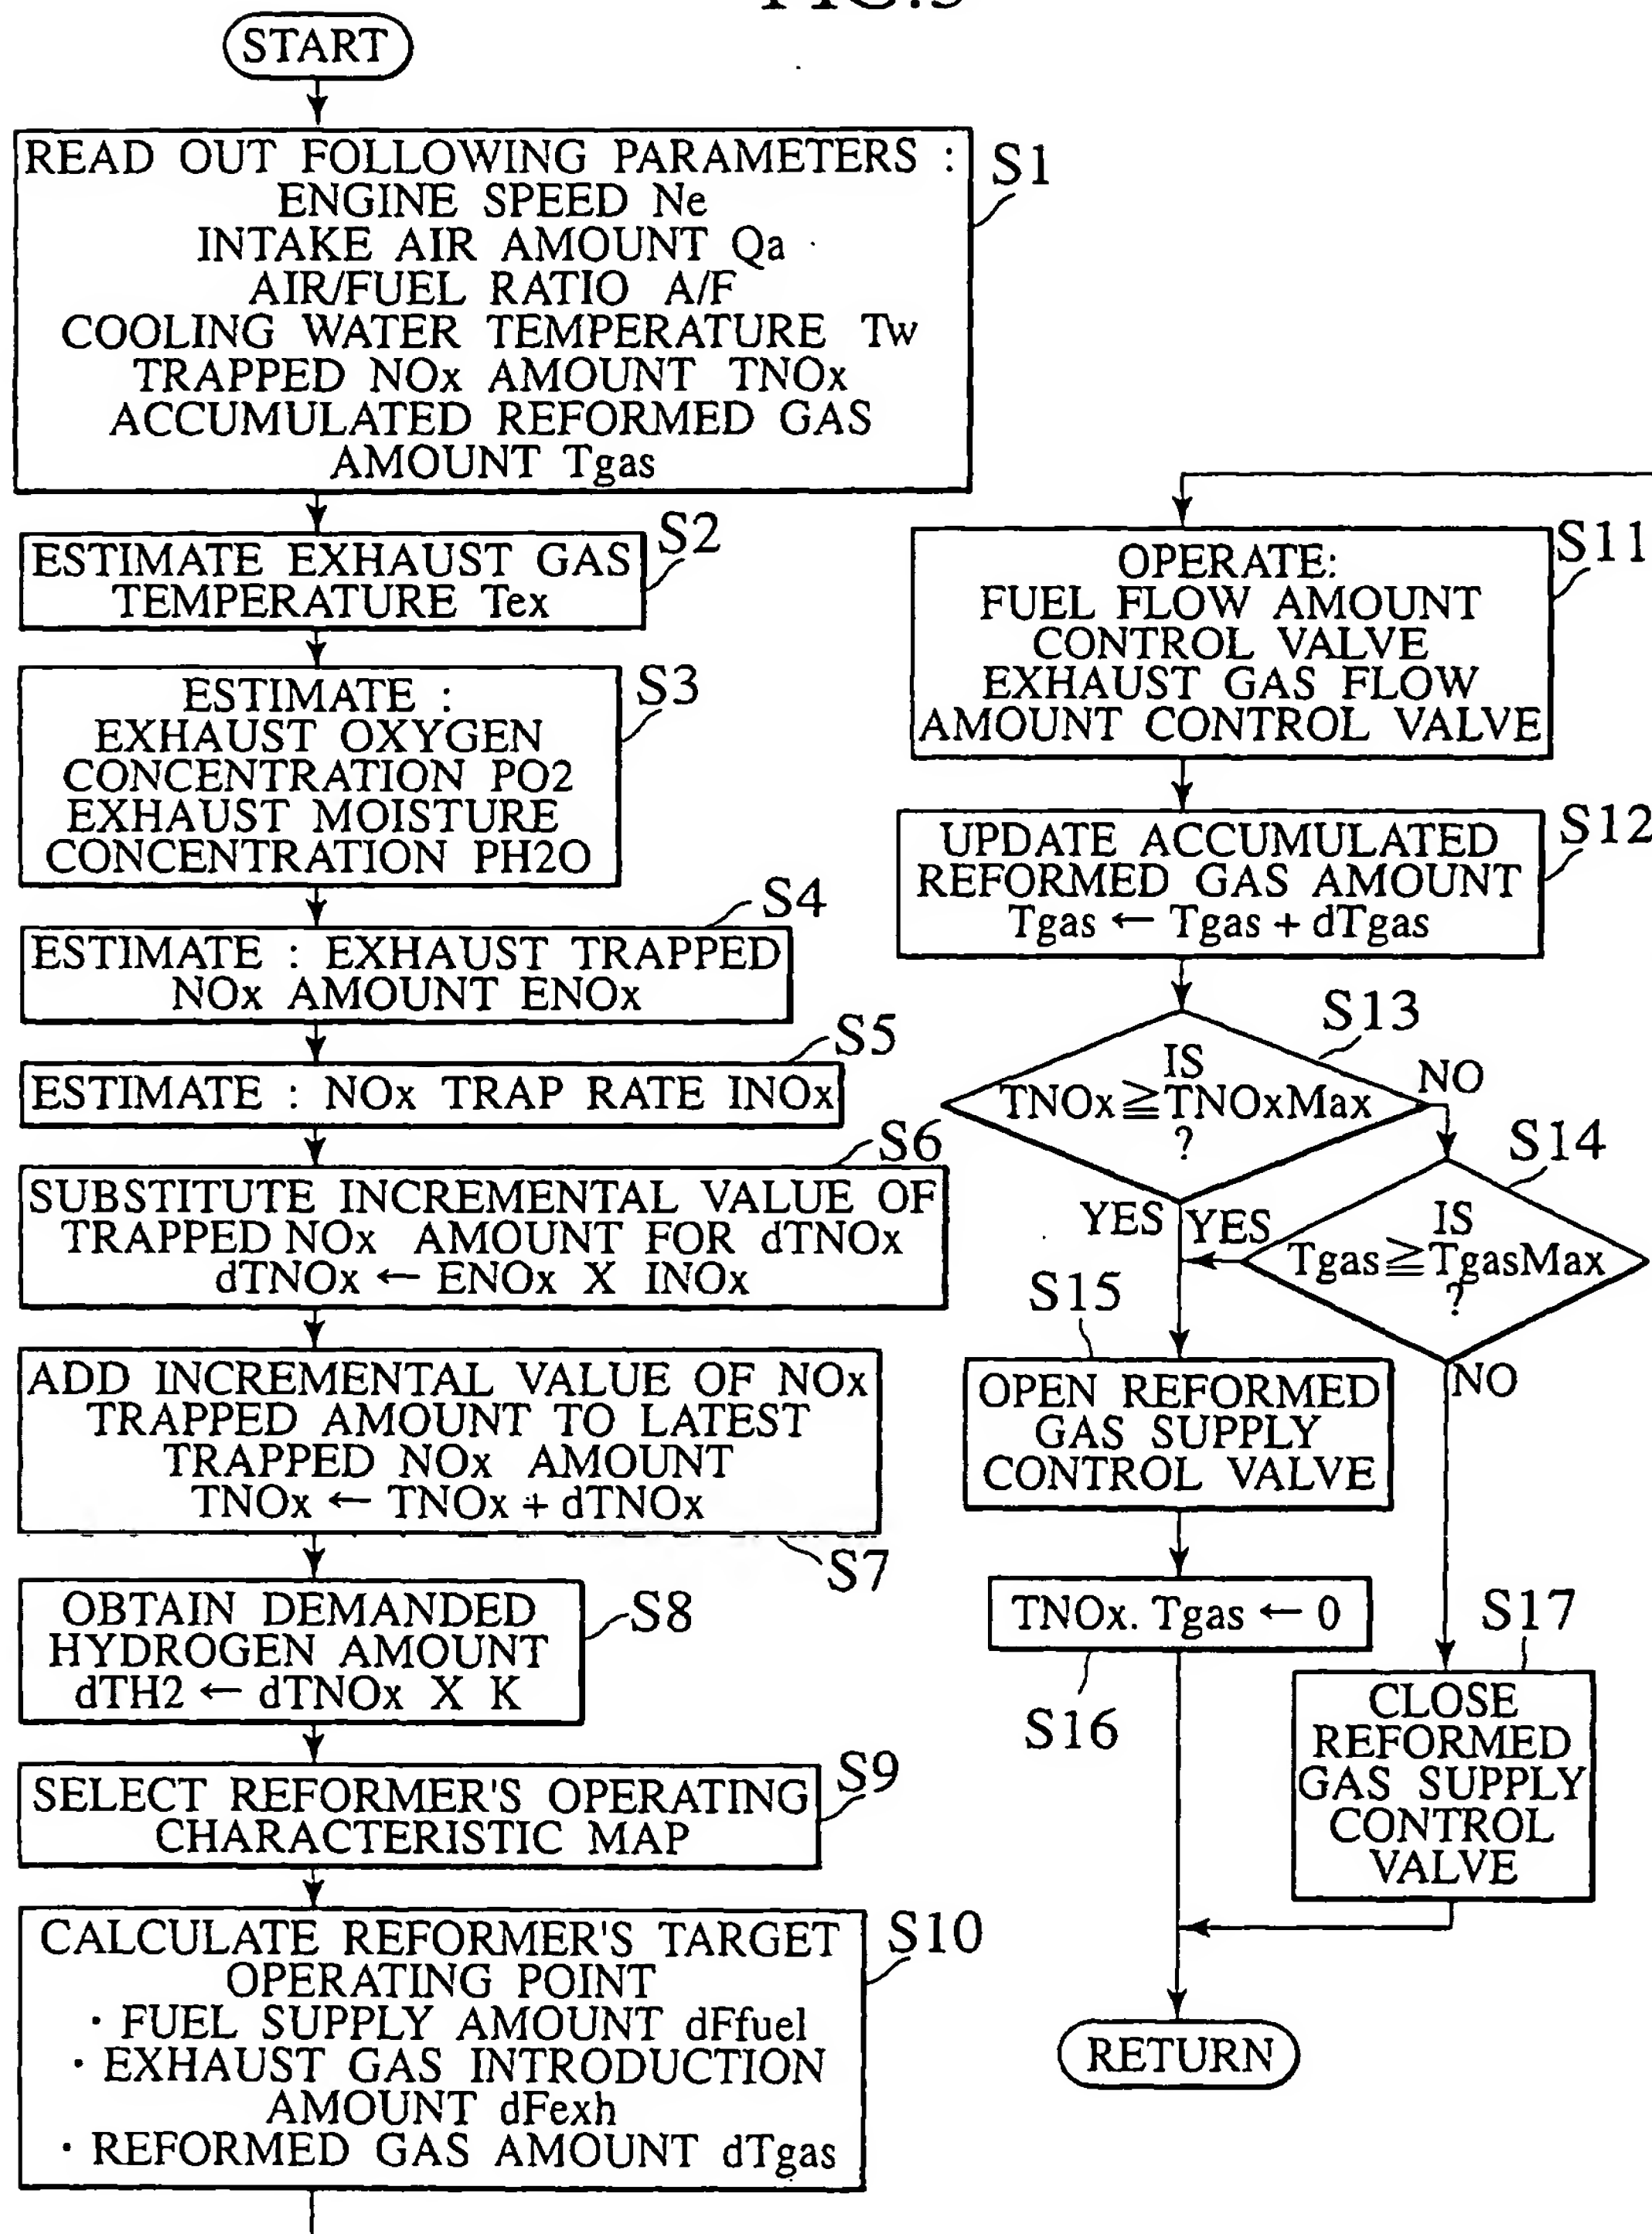 START
READ OUT FOLLOWING PARAMETERS :
ENGINE SPEED Ne
INTAKE AIR AMOUNT Qa
AIR/FUEL RATIO A/F
COOLING WATER TEMPERATURE Tw
TRAPPED NOx AMOUNT TNOx
ACCUMULATED REFORMED GAS
AMOUNT Tgas
S1
ESTIMATE EXHAUST GAS
TEMPERATURE Tex
S2
ESTIMATE :
EXHAUST OXYGEN
CONCENTRATION PO2
EXHAUST MOISTURE
CONCENTRATION PH2O
S3
ESTIMATE : EXHAUST TRAPPED
NOx AMOUNT ENOx
S4
ESTIMATE : NOx TRAP RATE INOx
S5
SUBSTITUTE INCREMENTAL VALUE OF
TRAPPED NOx AMOUNT FOR dTNOx
dTNOx ← ENOx X INOx
S6
ADD INCREMENTAL VALUE OF NOx
TRAPPED AMOUNT TO LATEST
TRAPPED NOx AMOUNT
TNOx ← TNOx + dTNOx
S7
OBTAIN DEMANDED
HYDROGEN AMOUNT
dTH2 ← dTNOx X K
S8
SELECT REFORMER'S OPERATING
CHARACTERISTIC MAP
S9
CALCULATE REFORMER'S TARGET
OPERATING POINT
· FUEL SUPPLY AMOUNT dFfuel
· EXHAUST GAS INTRODUCTION
AMOUNT dFexh
· REFORMED GAS AMOUNT dTgas
S10
OPERATE:
FUEL FLOW AMOUNT
CONTROL VALVE
EXHAUST GAS FLOW
AMOUNT CONTROL VALVE
S11
UPDATE ACCUMULATED
REFORMED GAS AMOUNT
Tgas ← Tgas + dTgas
S12
IS
TNOx≧TNOxMax
?
S13
NO
YES
IS
Tgas≧TgasMax
?
S14
YES
NO
S15
OPEN REFORMED
GAS SUPPLY
CONTROL VALVE
TNOx. Tgas ← 0
S16
S17
CLOSE
REFORMED
GAS SUPPLY
CONTROL
VALVE
RETURN